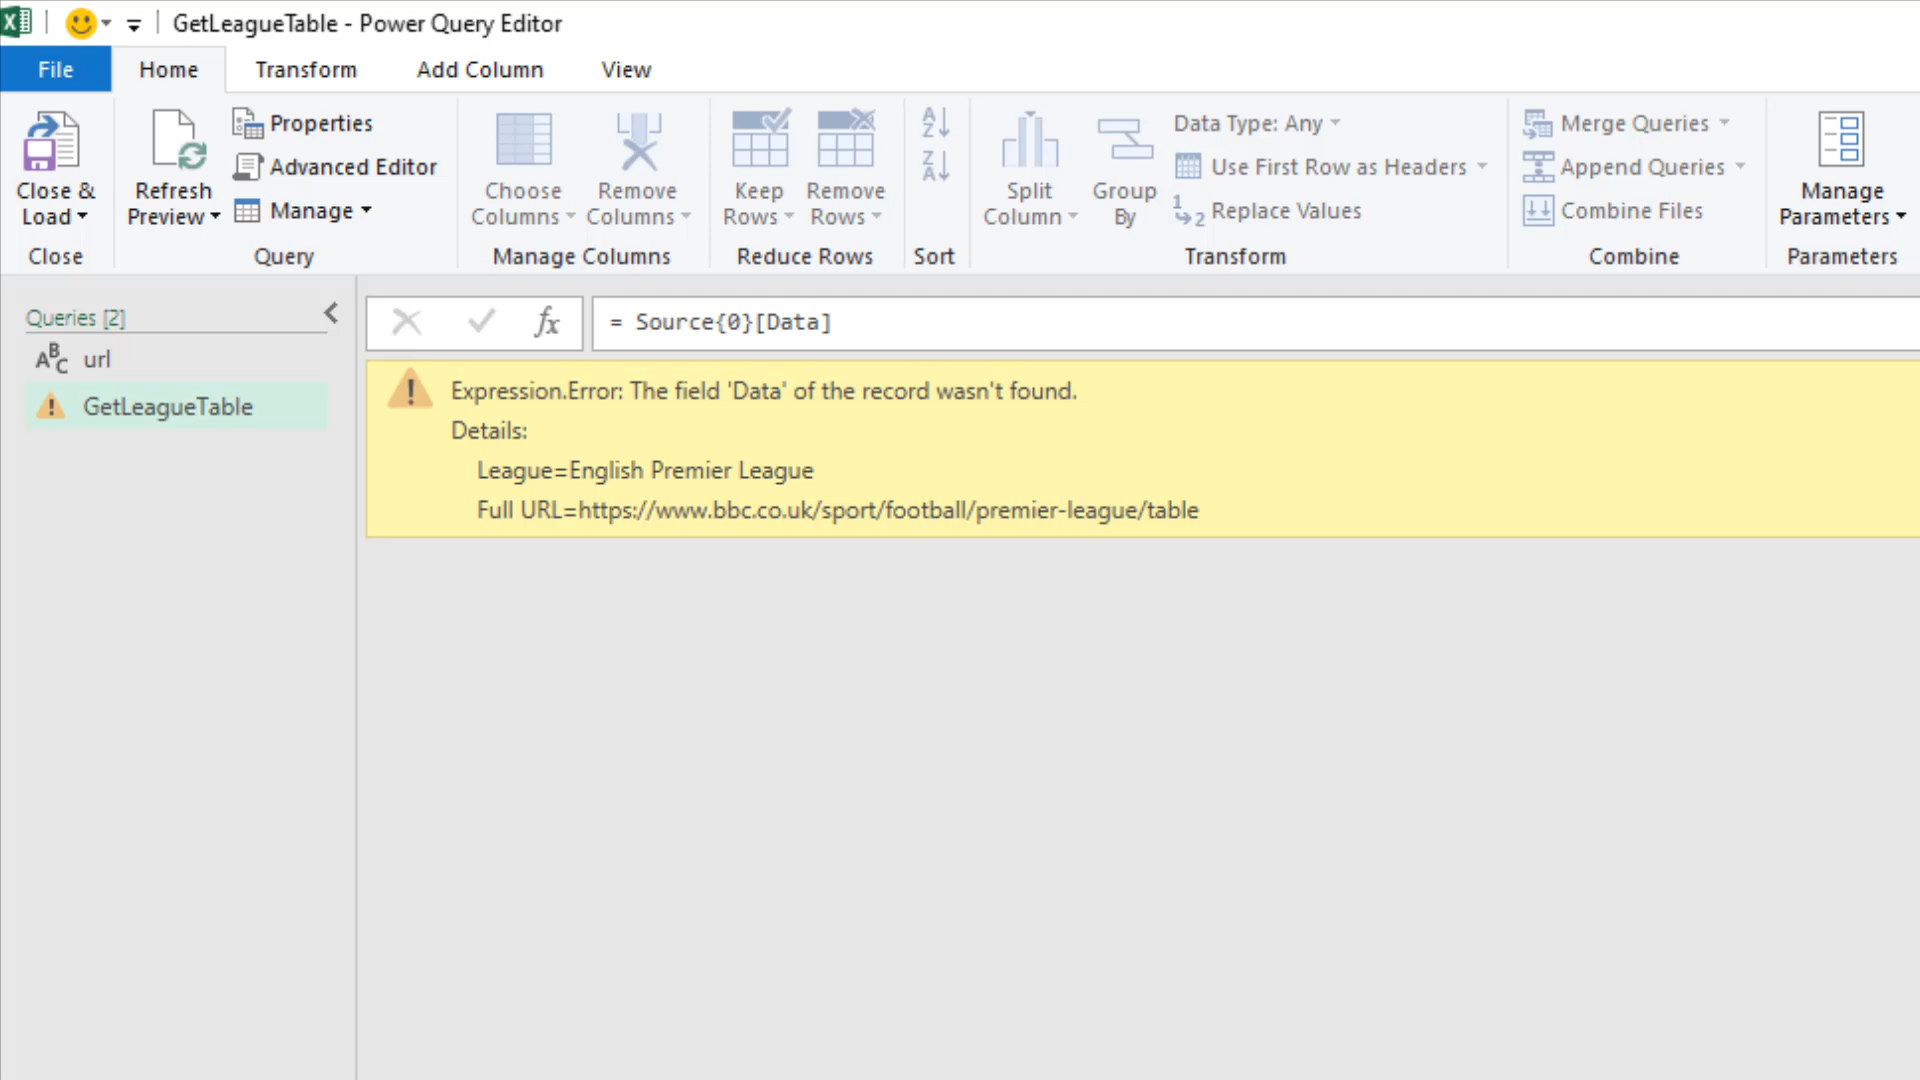 GetLeagueTable - Power Query Editor
File Home Transform Add Column View
Close & Load
Close
Refresh Preview
Properties
Advanced Editor
Manage
Query
Choose Columns
Remove Columns
Manage Columns
Keep Rows
Remove Rows
Reduce Rows
A
Z
Z
A
Sort
Split Column
Group By
Data Type: Any
Use First Row as Headers
1
2
Replace Values
Transform
Merge Queries
Append Queries
Combine Files
Combine
Manage Parameters
Parameters
Queries [2]
ABC url
GetLeagueTable
fx
= Source{0}[Data]
Expression.Error: The field 'Data' of the record wasn't found.
Details:
League=English Premier League
Full URL=https://www.bbc.co.uk/sport/football/premier-league/table